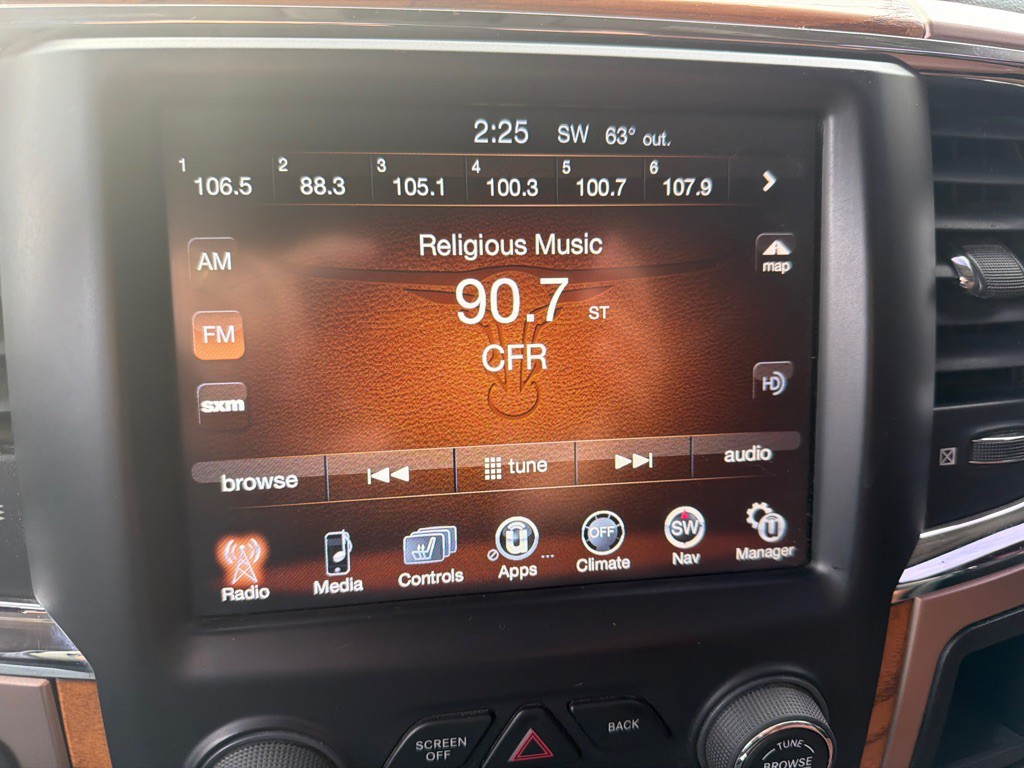 2:25 SW 63° out.
1 106.5 2 88.3 3 105.1 4 100.3 5 100.7 6 107.9
Religious Music
AM
map
90.7 ST
FM
CFR
HD
sxm
browse tune audio
OFF SW
Radio Media Controls Apps ... Climate Nav Manager
SCREEN OFF
BACK
TUNE
BROWSE